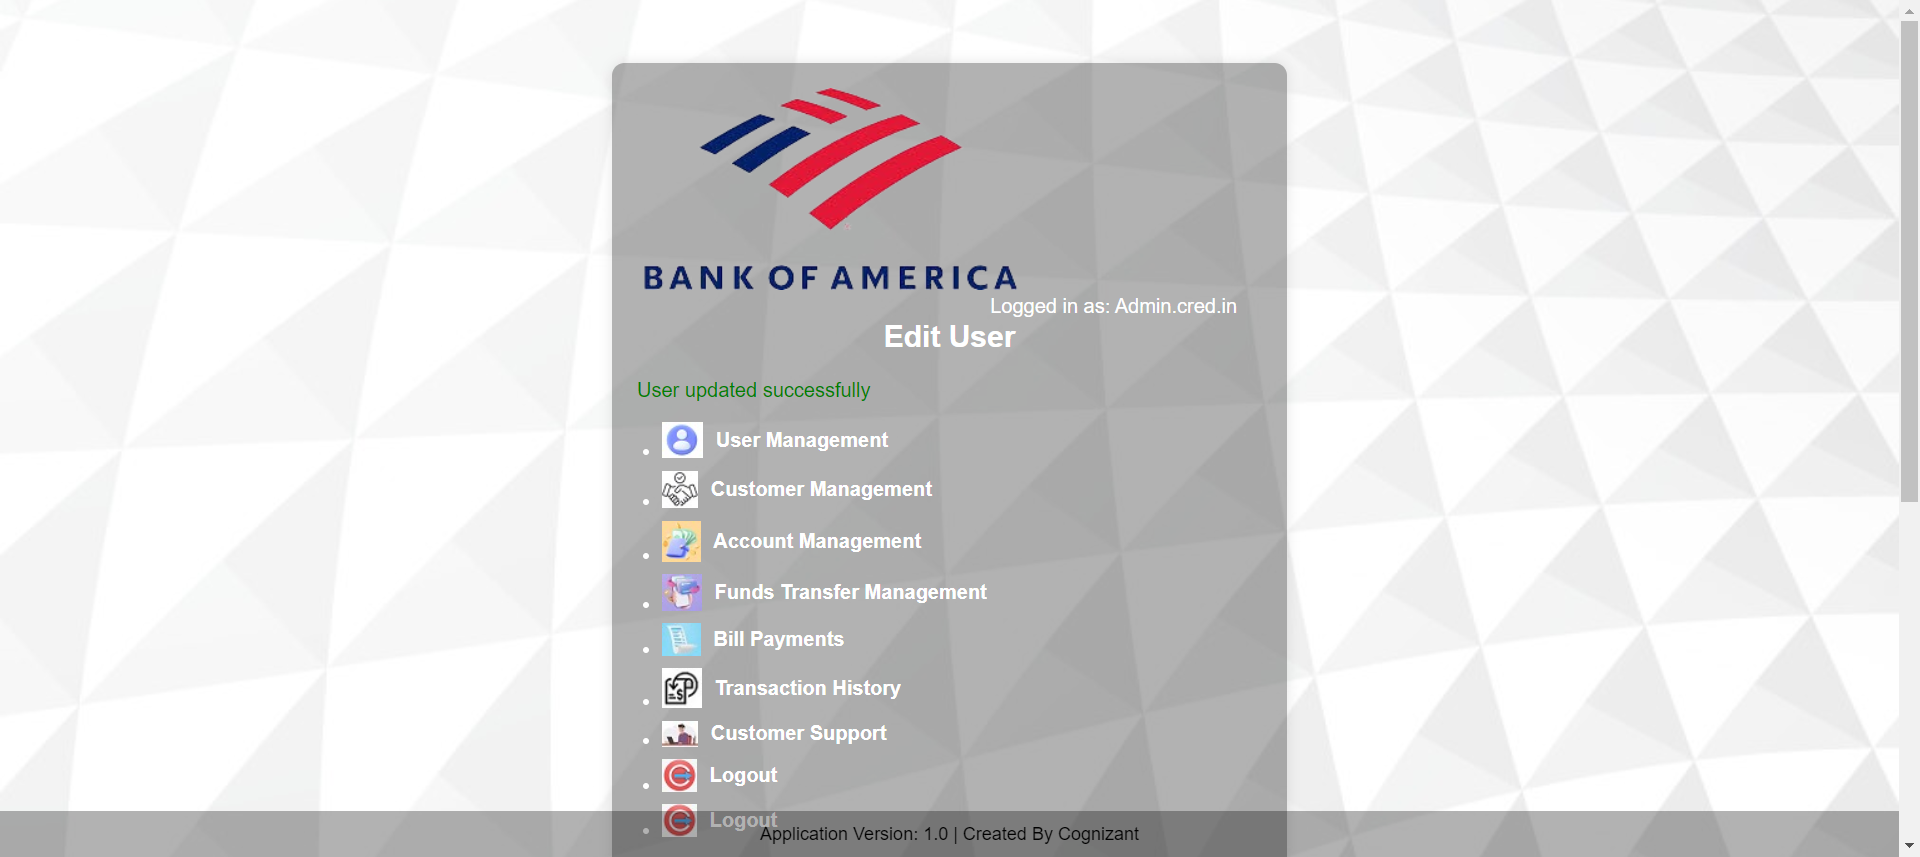 BANK OF AMERICA
Logged in as: Admin.cred.in
Edit User
User updated successfully
User Management
Customer Management
Account Management
Funds Transfer Management
Bill Payments
Transaction History
Customer Support
Logout
Logout
Application Version: 1.0 | Created By Cognizant